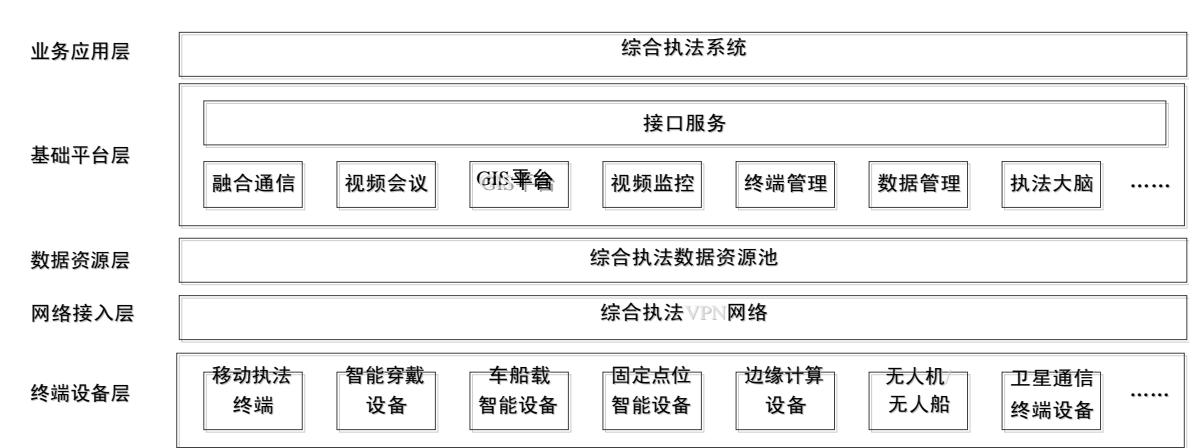 业务应用层
综合执法系统
基础平台层
接口服务
融合通信
视频会议
GIS平台
视频监控
终端管理
数据管理
执法大脑
……
数据资源层
综合执法数据资源池
网络接入层
综合执法VPN网络
终端设备层
移动执法
终端
智能穿戴
设备
车船载
智能设备
固定点位
智能设备
边缘计算
设备
无人机/
无人船
卫星通信
终端设备
……